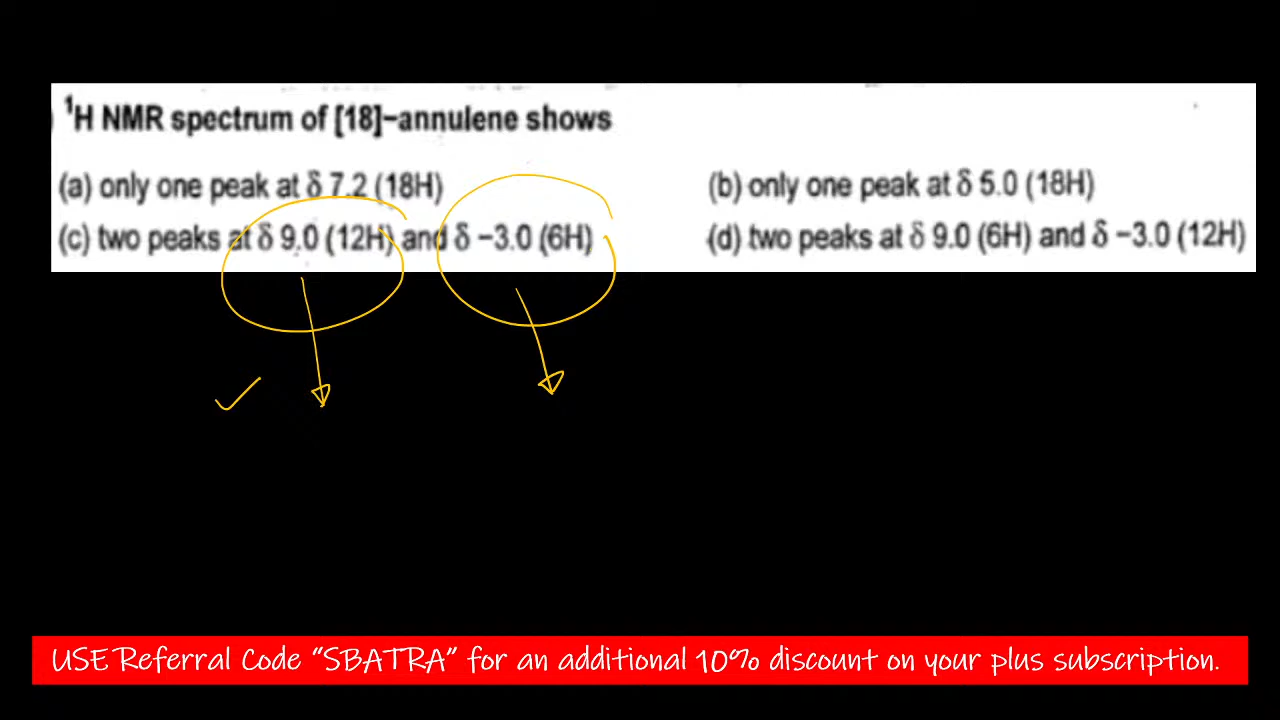 ¹H NMR spectrum of [18]–annulene shows
(a) only one peak at δ 7.2 (18H)
(b) only one peak at δ 5.0 (18H)
(c) two peaks at δ 9.0 (12H) and δ –3.0 (6H)
(d) two peaks at δ 9.0 (6H) and δ –3.0 (12H)
USE Referral Code “SBATRA” for an additional 10% discount on your plus subscription.